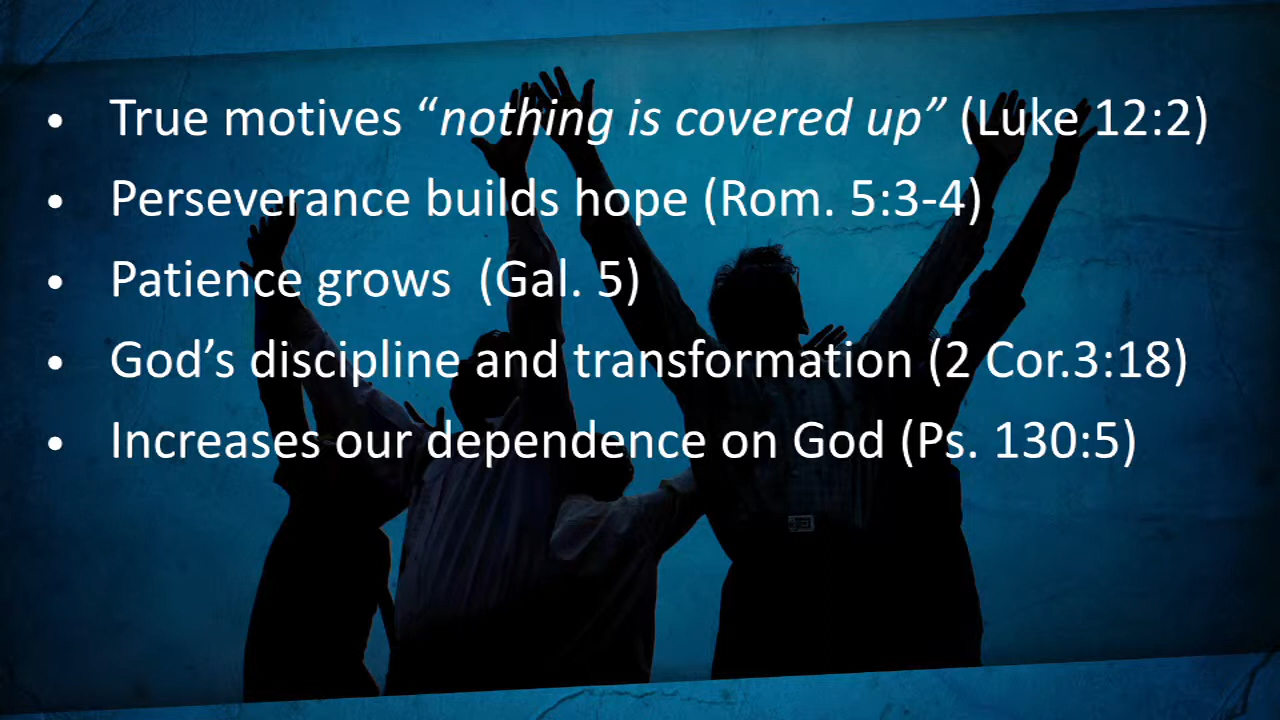 • True motives “nothing is covered up” (Luke 12:2)
• Perseverance builds hope (Rom. 5:3-4)
• Patience grows  (Gal. 5)
• God’s discipline and transformation (2 Cor.3:18)
• Increases our dependence on God (Ps. 130:5)